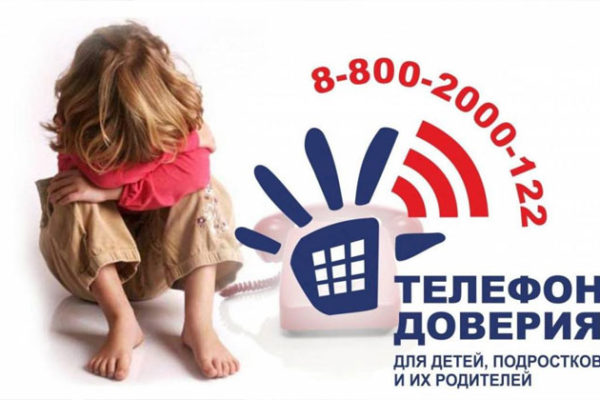 8-800-2000-122
ТЕЛЕФОН
ДОВЕРИЯ
ДЛЯ ДЕТЕЙ, ПОДРОСТКОВ
И ИХ РОДИТЕЛЕЙ